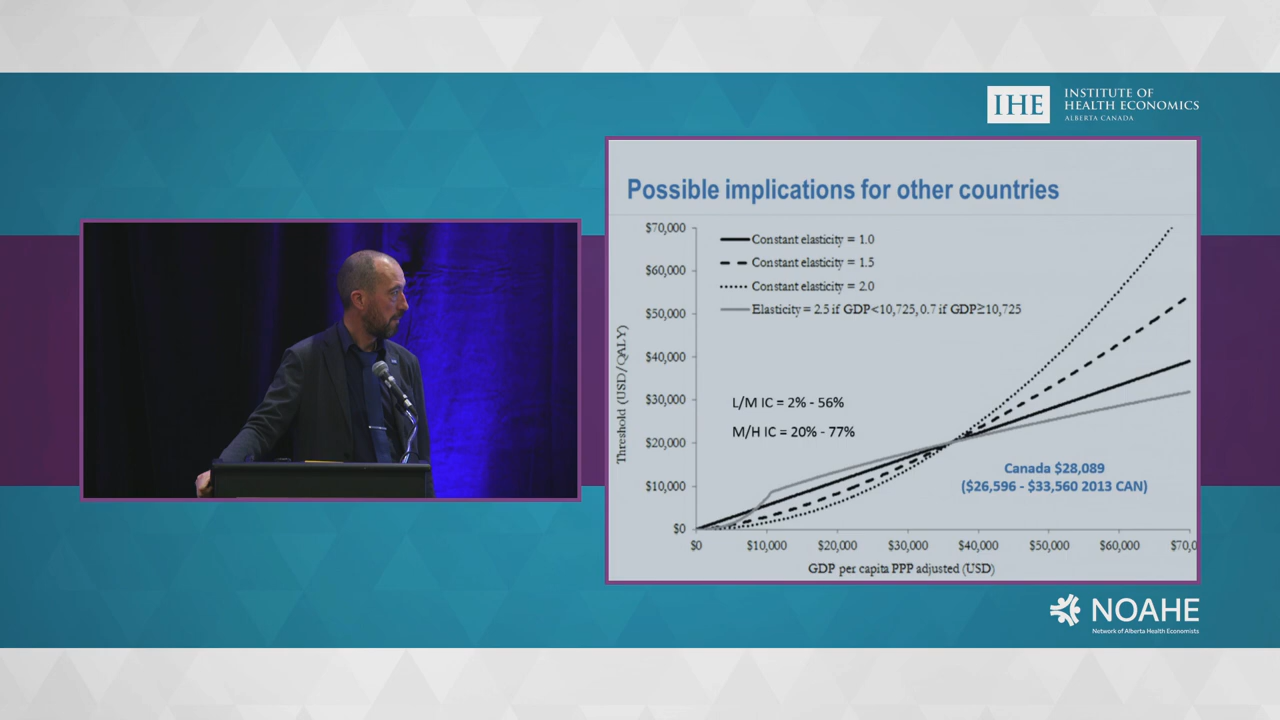 IHE
INSTITUTE OF
HEALTH ECONOMICS
ALBERTA CANADA
Possible implications for other countries
$70,000
$60,000
$50,000
$40,000
$30,000
$20,000
$10,000
$0
Threshold (USD/QALY)
Constant elasticity = 1.0
Constant elasticity = 1.5
Constant elasticity = 2.0
Elasticity = 2.5 if GDP<10,725, 0.7 if GDP≥10,725
L/M IC = 2% - 56%
M/H IC = 20% - 77%
Canada $28,089
($26,596 - $33,560 2013 CAN)
$0 $10,000 $20,000 $30,000 $40,000 $50,000 $60,000 $70,0
GDP per capita PPP adjusted (USD)
NOAHE
Network of Alberta Health Economists